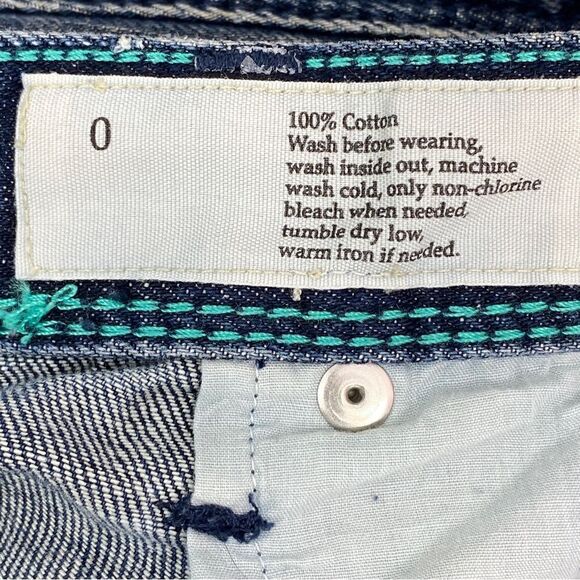 0
100% Cotton
Wash before wearing,
wash inside out, machine
wash cold, only non-chlorine
bleach when needed,
tumble dry low,
warm iron if needed.